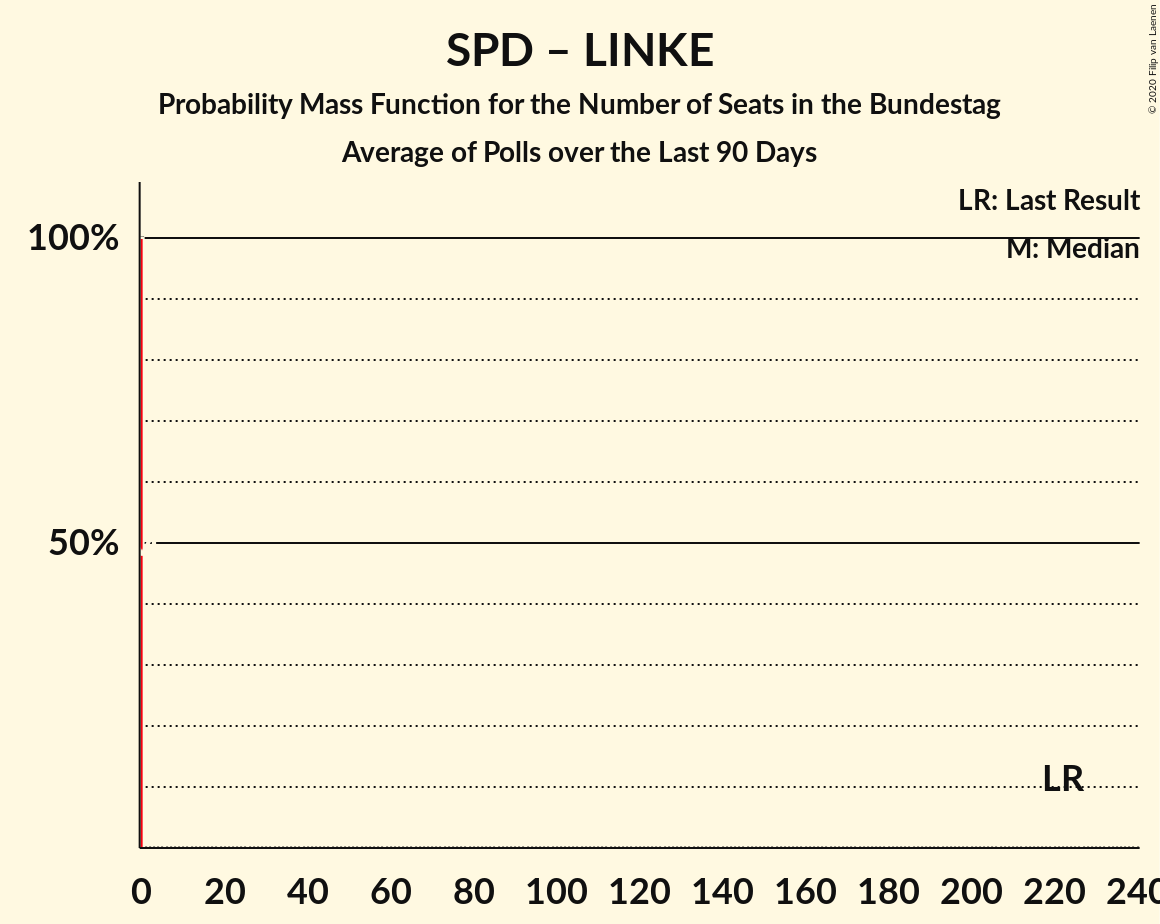 SPD – LINKE
Probability Mass Function for the Number of Seats in the Bundestag
Average of Polls over the Last 90 Days
© 2020 Filip van Laenen
LR: Last Result
M: Median
100%
50%
LR
0 20 40 60 80 100 120 140 160 180 200 220 240